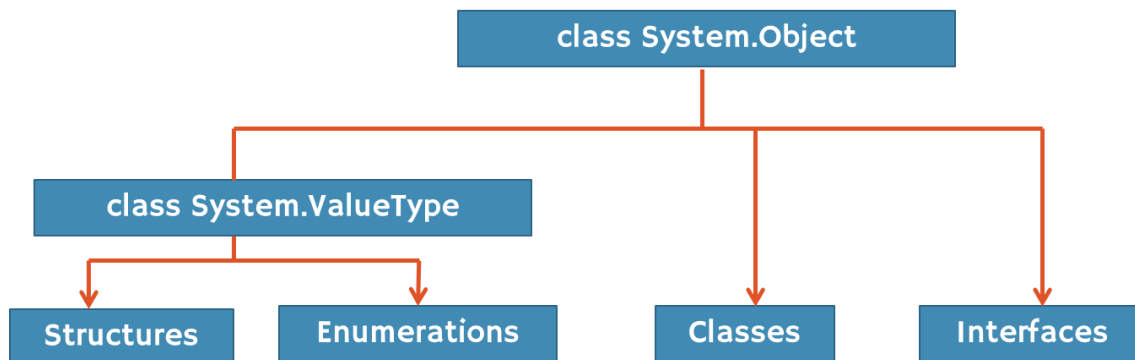 class System.Object
class System.ValueType
Structures
Enumerations
Classes
Interfaces